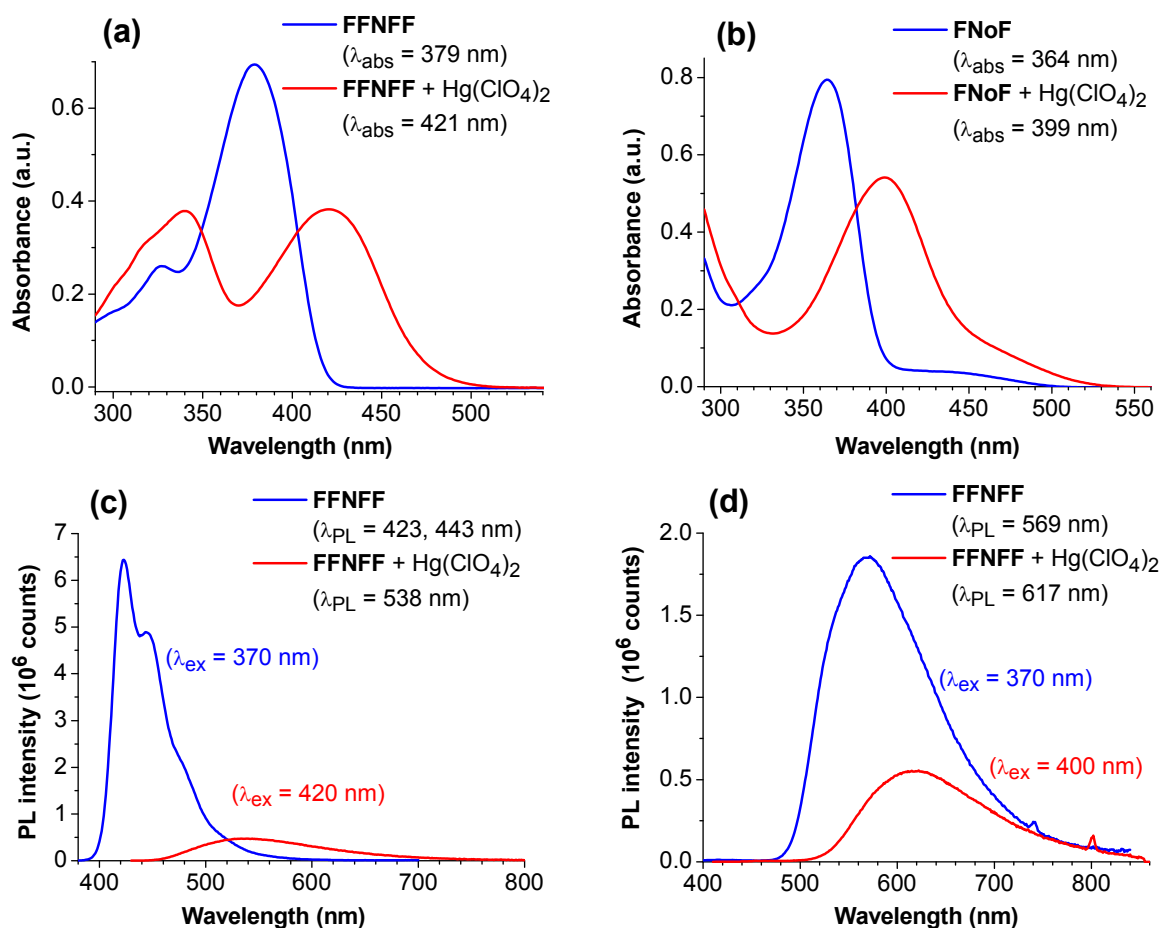 (a)
FFNFF
(λabs = 379 nm)
FFNFF + Hg(ClO4)2
(λabs = 421 nm)
0.6
0.4
0.2
0.0
Absorbance (a.u.)
300 350 400 450 500
Wavelength (nm)
(b)
FNoF
(λabs = 364 nm)
FNoF + Hg(ClO4)2
(λabs = 399 nm)
0.8
0.6
0.4
0.2
0.0
Absorbance (a.u.)
300 350 400 450 500 550
Wavelength (nm)
(c)
FFNFF
(λPL = 423, 443 nm)
FFNFF + Hg(ClO4)2
(λPL = 538 nm)
(λex = 370 nm)
(λex = 420 nm)
7
6
5
4
3
2
1
0
PL intensity (10⁶ counts)
400 500 600 700 800
Wavelength (nm)
(d)
FFNFF
(λPL = 569 nm)
FFNFF + Hg(ClO4)2
(λPL = 617 nm)
(λex = 370 nm)
(λex = 400 nm)
2.0
1.5
1.0
0.5
0.0
PL intensity (10⁶ counts)
400 500 600 700 800
Wavelength (nm)